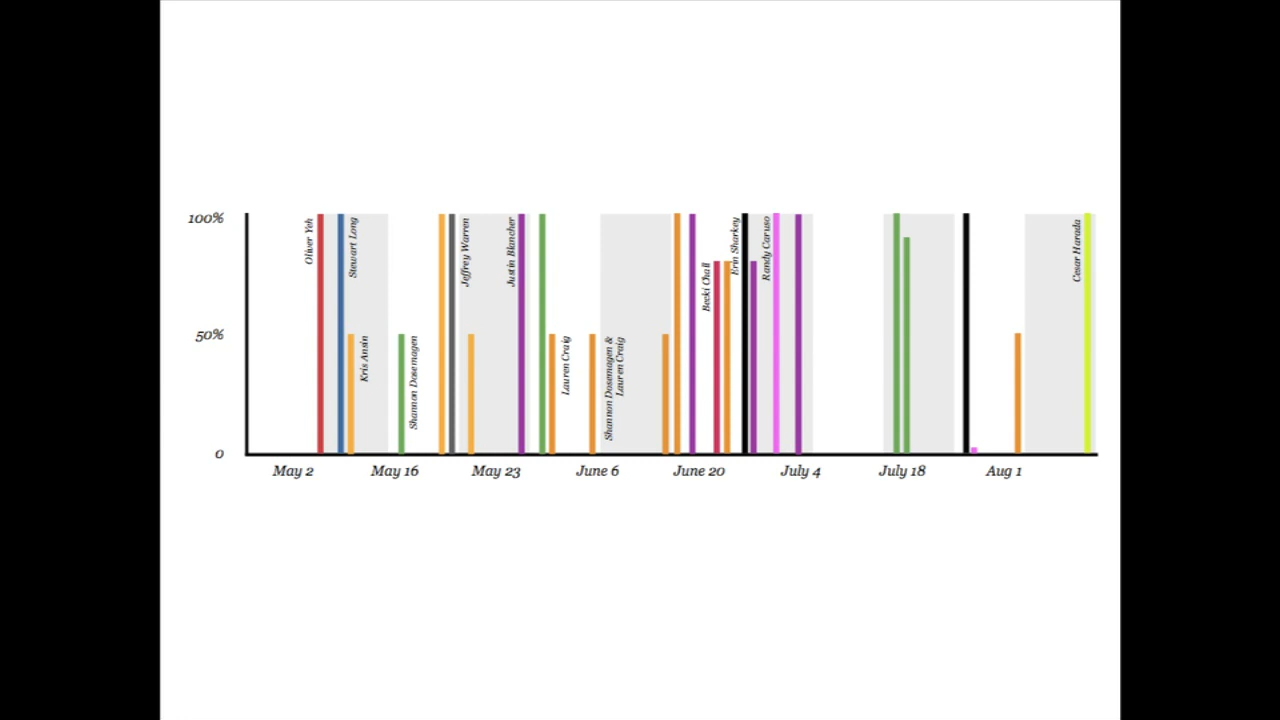 100%
50%
0
Oliver Yeh
Stewart Long
Kris Ansin
Shannon Dosemagen
Jeffrey Warren
Justin Blancher
Lauren Craig
Shannon Dosemagen &
Lauren Craig
Becki Chall
Erin Sharkey
Randy Caruso
Cesar Harada
May 2
May 16
May 23
June 6
June 20
July 4
July 18
Aug 1